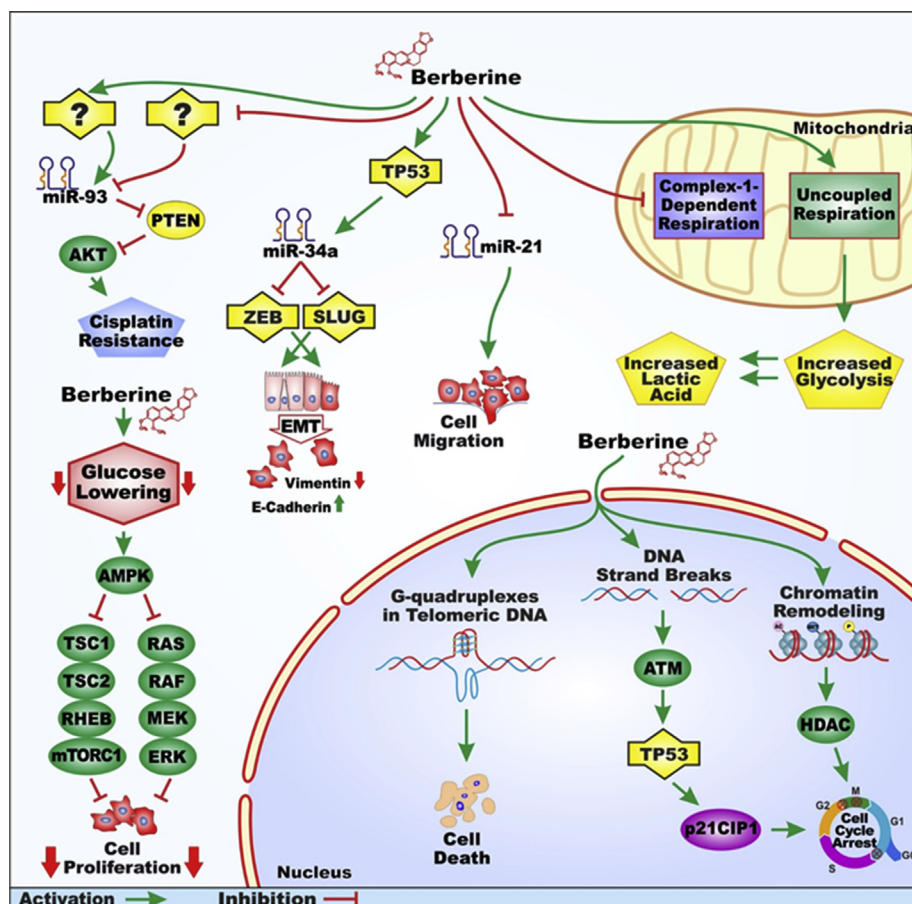 Berberine
?
?
Mitochondria
TP53
miR-93
Complex-1-
Dependent
Respiration
Uncoupled
Respiration
PTEN
miR-34a
miR-21
AKT
ZEB
SLUG
Cisplatin
Resistance
Increased
Lactic
Acid
Increased
Glycolysis
Berberine
EMT
Cell
Migration
Berberine
Glucose
Lowering
Vimentin
E-Cadherin
DNA
Strand Breaks
AMPK
G-quadruplexes
in Telomeric DNA
Chromatin
Remodeling
AC
P
TSC1
RAS
TSC2
RAF
ATM
RHEB
MEK
HDAC
mTORC1
ERK
TP53
M
G2
G1
Cell
Cycle
Arrest
p21CIP1
S
Cell
Proliferation
Cell
Death
Nucleus
Activation
Inhibition